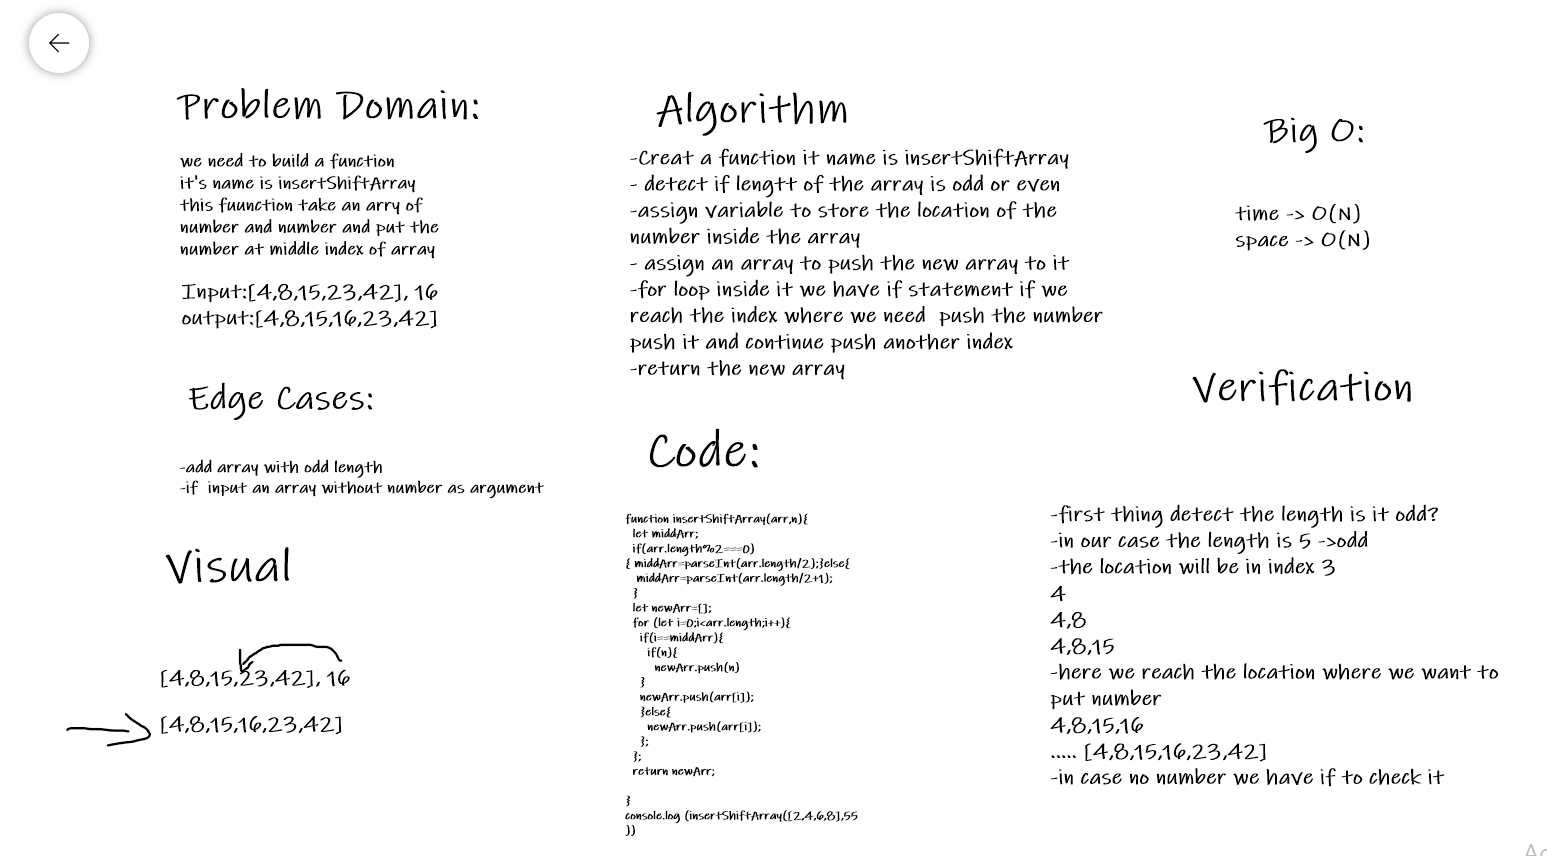 Problem Domain:
we need to build a function
it's name is insertShiftArray
this fuunction take an arry of
number and number and put the
number at middle index of array
Input:[4,8,15,23,42], 16
output:[4,8,15,16,23,42]
Edge Cases:
-add array with odd length
-if input an array without number as argument
Visual
[4,8,15,23,42], 16
[4,8,15,16,23,42]
Algorithm
-Creat a function it name is insertShiftArray
- detect if lengtt of the array is odd or even
-assign variable to store the location of the
number inside the array
- assign an array to push the new array to it
-for loop inside it we have if statement if we
reach the index where we need push the number
push it and continue push another index
-return the new array
Code:
function insertShiftArray(arr,n){
let middArr;
if(arr.length%2===0)
{ middArr=parseInt(arr.length/2);}else{
middArr=parseInt(arr.length/2+1);
}
let newArr=[];
for (let i=0;i<arr.length;i++){
if(i==middArr){
if(n){
newArr.push(n)
}
newArr.push(arr[i]);
}else{
newArr.push(arr[i]);
};
};
return newArr;
}
console.log (insertShiftArray([2,4,6,8],55
))
Big O:
time -> O(N)
space -> O(N)
Verification
-first thing detect the length is it odd?
-in our case the length is 5 ->odd
-the location will be in index 3
4
4,8
4,8,15
-here we reach the location where we want to
put number
4,8,15,16
..... [4,8,15,16,23,42]
-in case no number we have if to check it